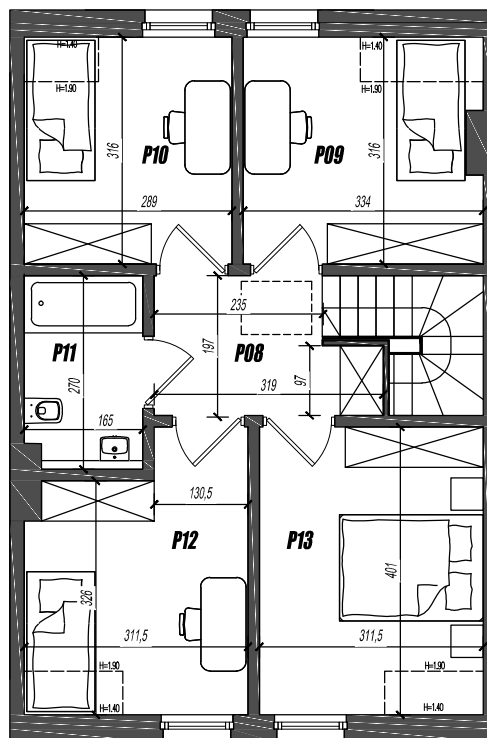 H=1.40
H=1.40
H=1.90
H=1.90
316
P10
P09
316
289
334
235
P11
197
P08
97
270
319
165
130,5
P12
P13
326
401
311,5
311,5
H=1.90
H=1.90
H=1.40
H=1.40